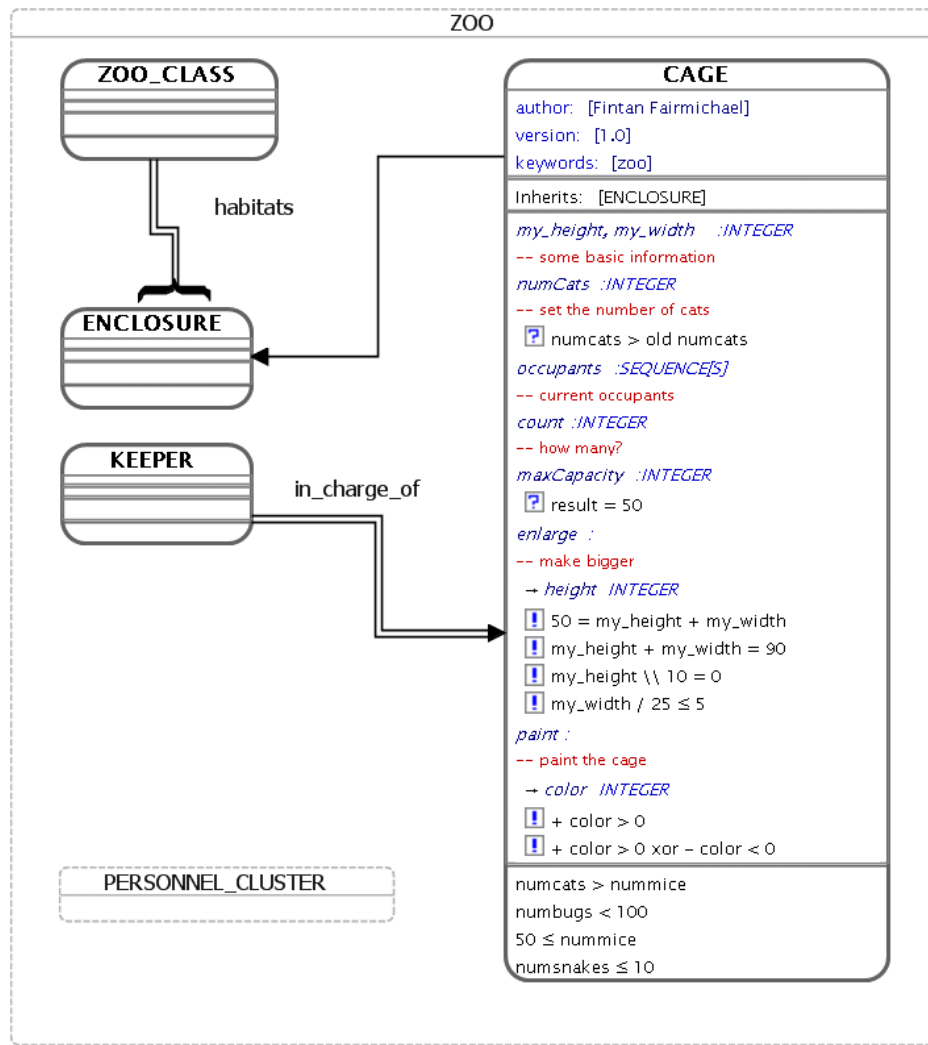 ZOO
ZOO_CLASS
habitats
ENCLOSURE
KEEPER
in_charge_of
PERSONNEL_CLUSTER
CAGE
author: [Fintan Fairmichael]
version: [1.0]
keywords: [zoo]
Inherits: [ENCLOSURE]
my_height, my_width :INTEGER
-- some basic information
numCats :INTEGER
-- set the number of cats
? numcats > old numcats
occupants :SEQUENCE[S]
-- current occupants
count :INTEGER
-- how many?
maxCapacity :INTEGER
? result = 50
enlarge :
-- make bigger
→ height INTEGER
! 50 = my_height + my_width
! my_height + my_width = 90
! my_height \\ 10 = 0
! my_width / 25 ≤ 5
paint :
-- paint the cage
→ color INTEGER
! + color > 0
! + color > 0 xor – color < 0
numcats > nummice
numbugs < 100
50 ≤ nummice
numsnakes ≤ 10